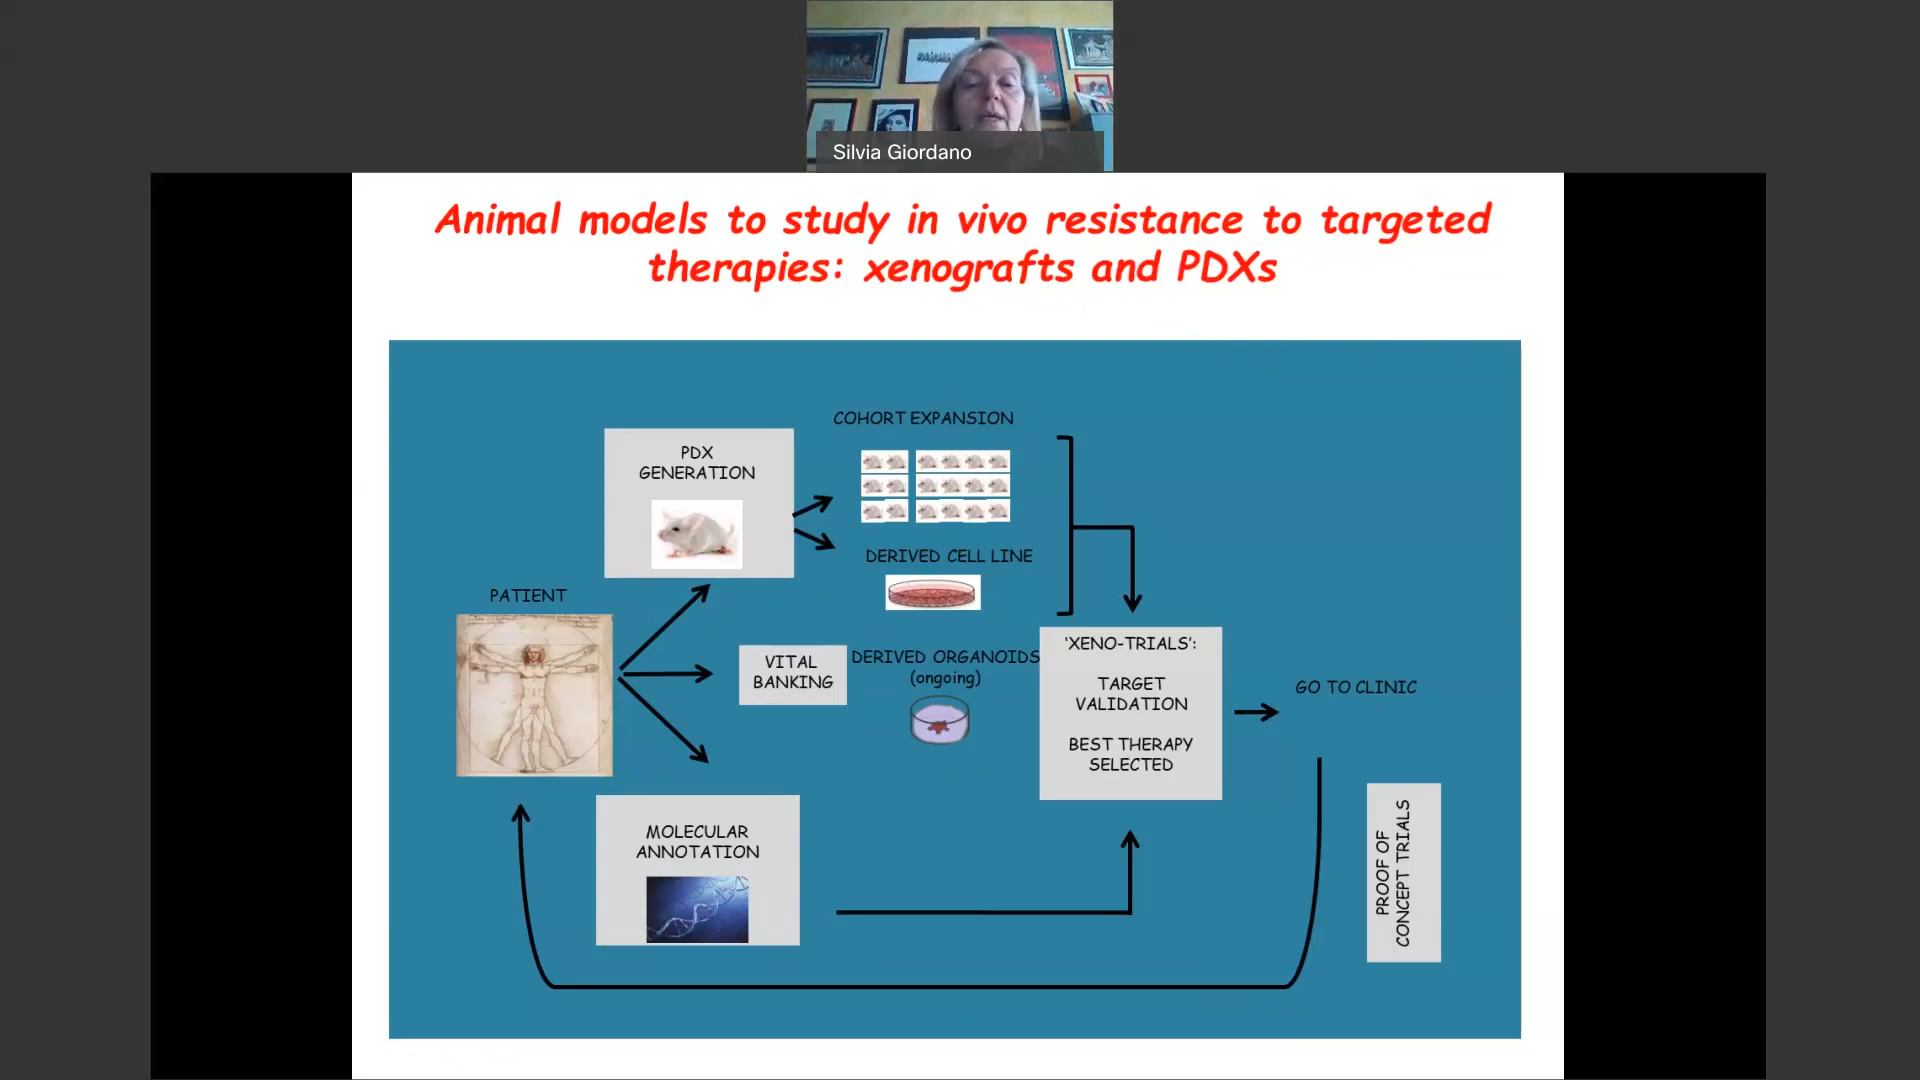 Silvia Giordano
Animal models to study in vivo resistance to targeted
therapies: xenografts and PDXs
COHORT EXPANSION
PDX
GENERATION
DERIVED CELL LINE
PATIENT
VITAL
BANKING
DERIVED ORGANOIDS
(ongoing)
'XENO-TRIALS':
TARGET
VALIDATION
BEST THERAPY
SELECTED
GO TO CLINIC
MOLECULAR
ANNOTATION
PROOF OF
CONCEPT TRIALS